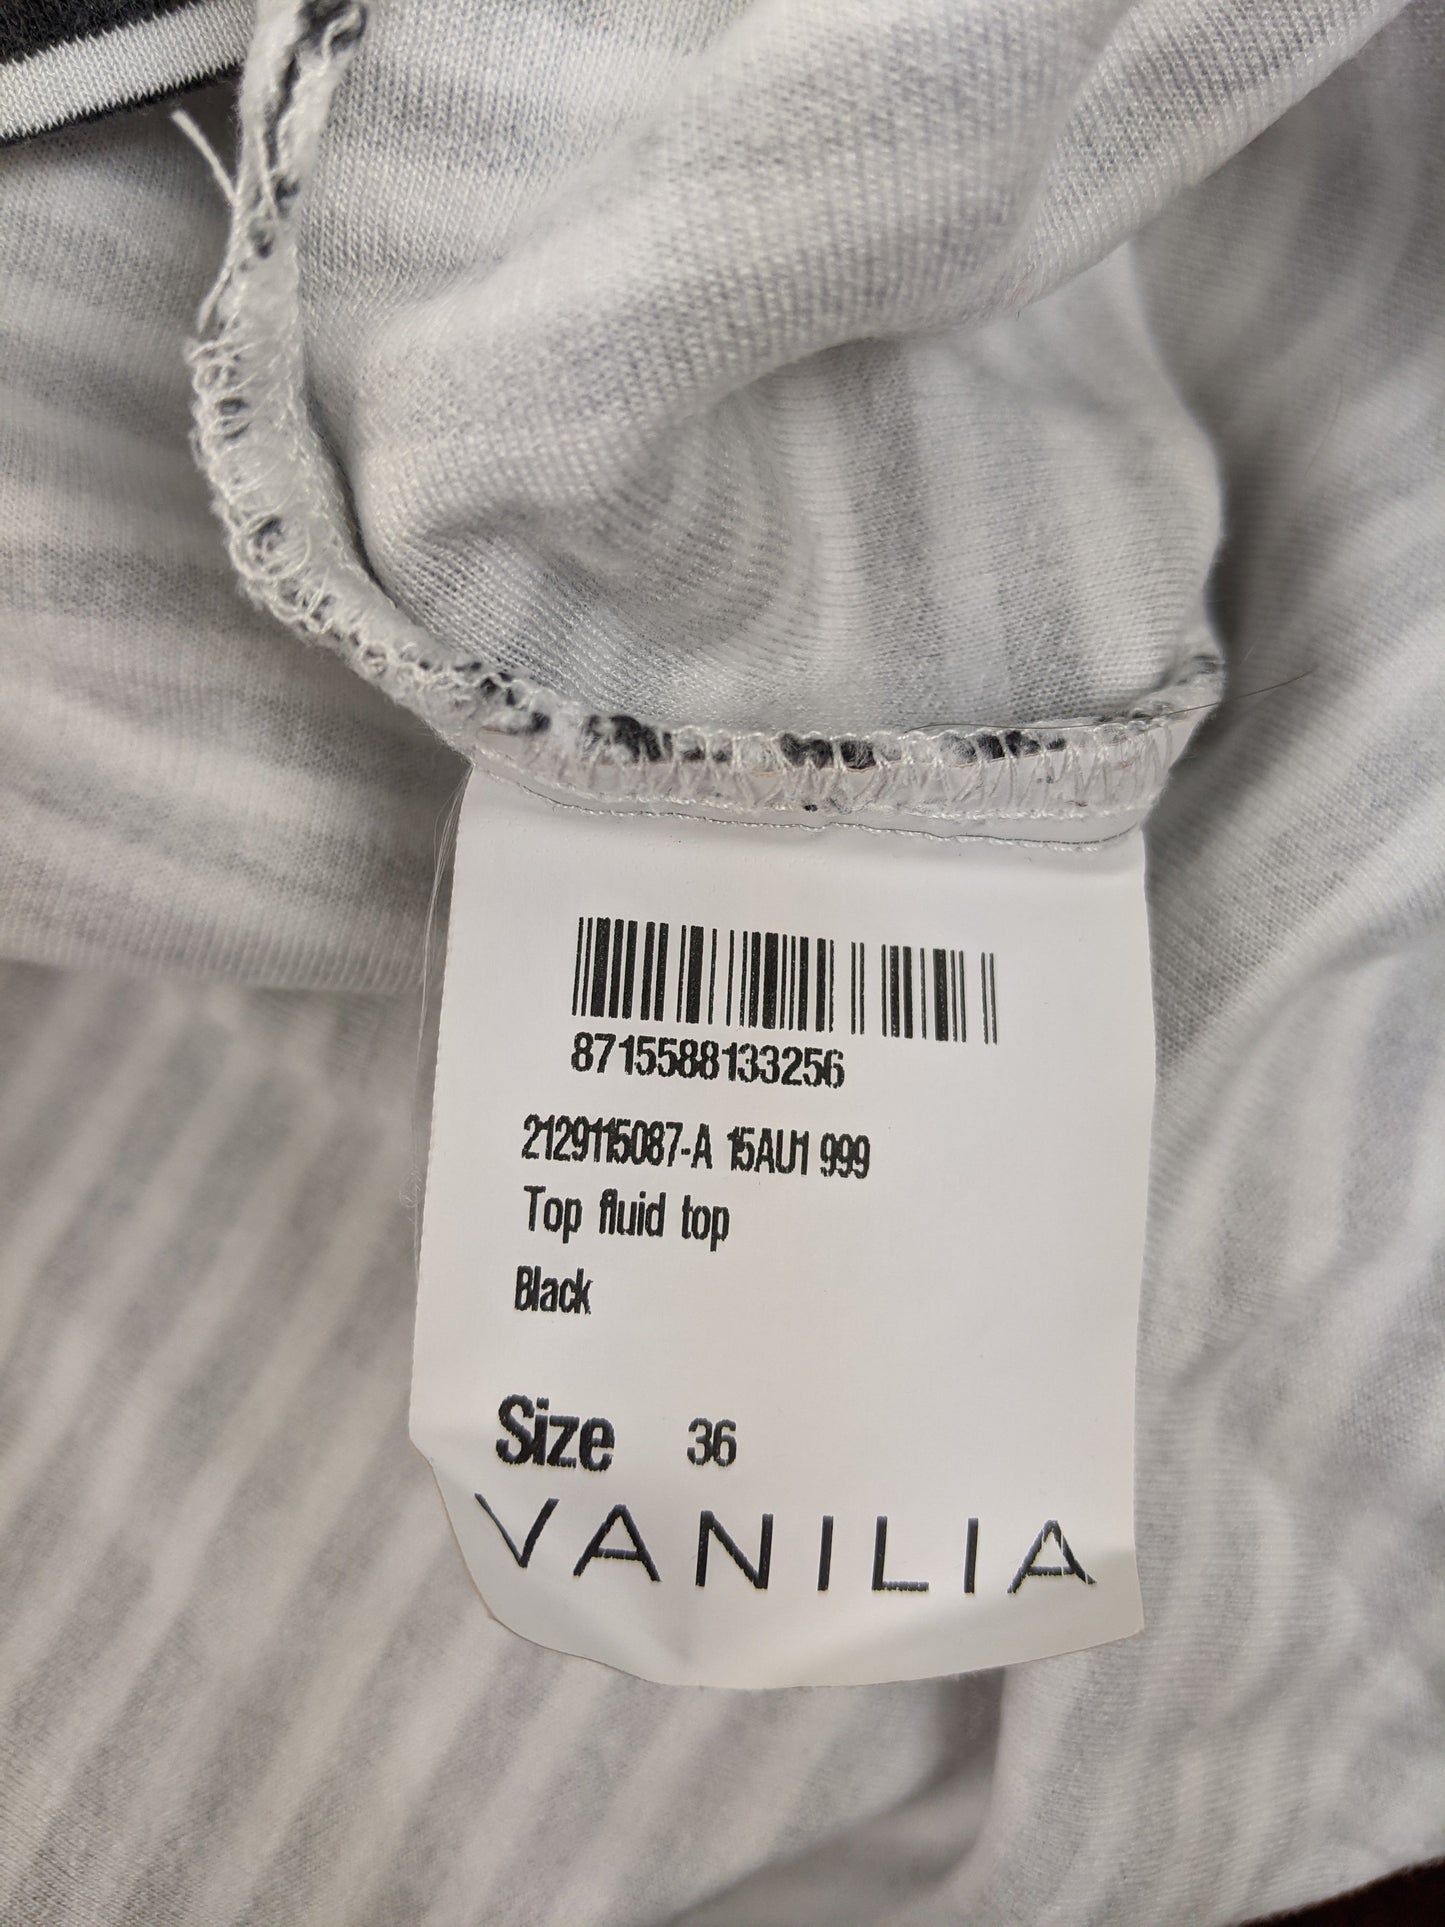 8715588133256
2129115087-A 15AU1 999
Top fluid top
Black
Size 36
VANILIA